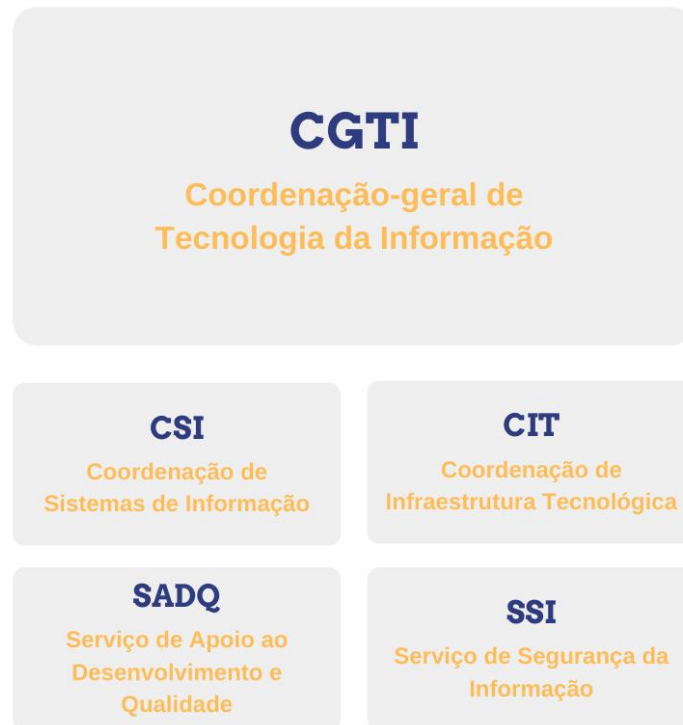 CGTI
Coordenação-geral de
Tecnologia da Informação
CSI
Coordenação de
Sistemas de Informação
CIT
Coordenação de
Infraestrutura Tecnológica
SADQ
Serviço de Apoio ao
Desenvolvimento e
Qualidade
SSI
Serviço de Segurança da
Informação